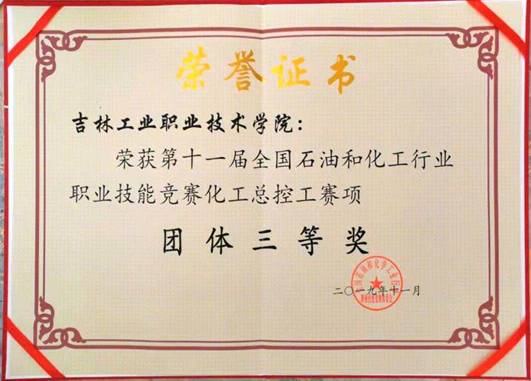 荣誉证书
吉林工业职业技术学院：
荣获第十一届全国石油和化工行业
职业技能竞赛化工总控工赛项
团体三等奖
二〇一九年十一月